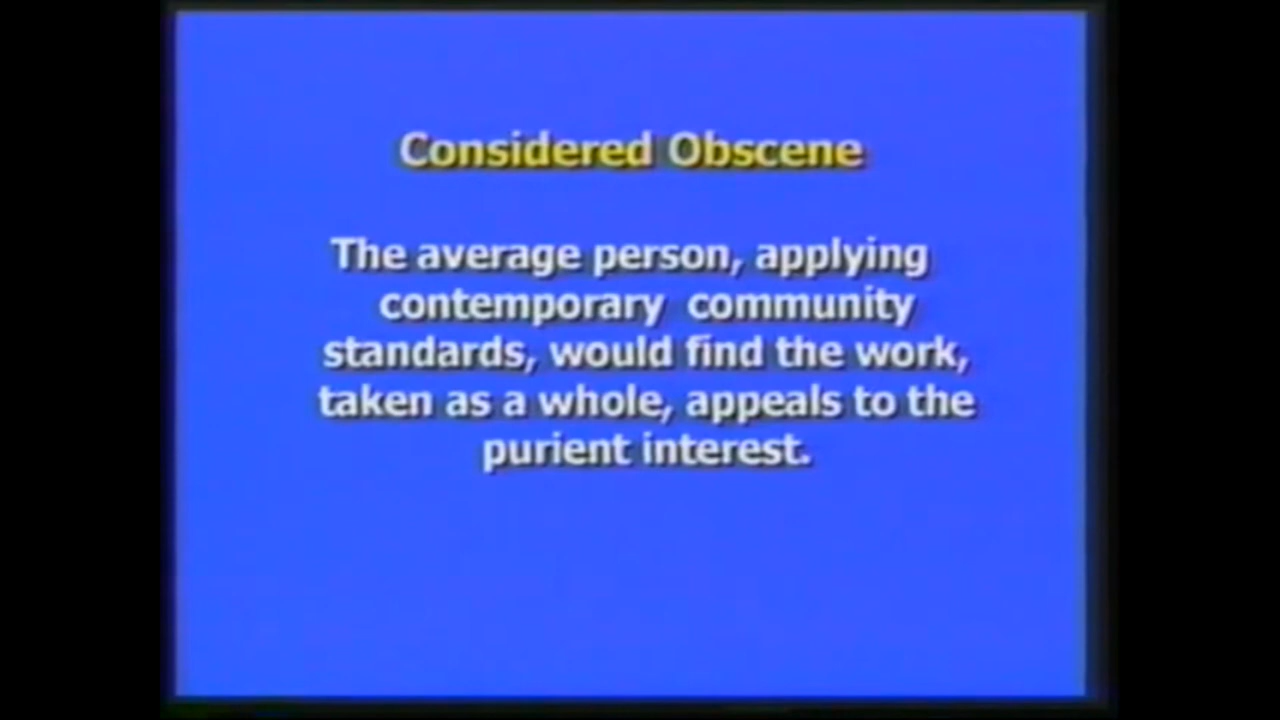 Considered Obscene
The average person, applying
contemporary community
standards, would find the work,
taken as a whole, appeals to the
purient interest.